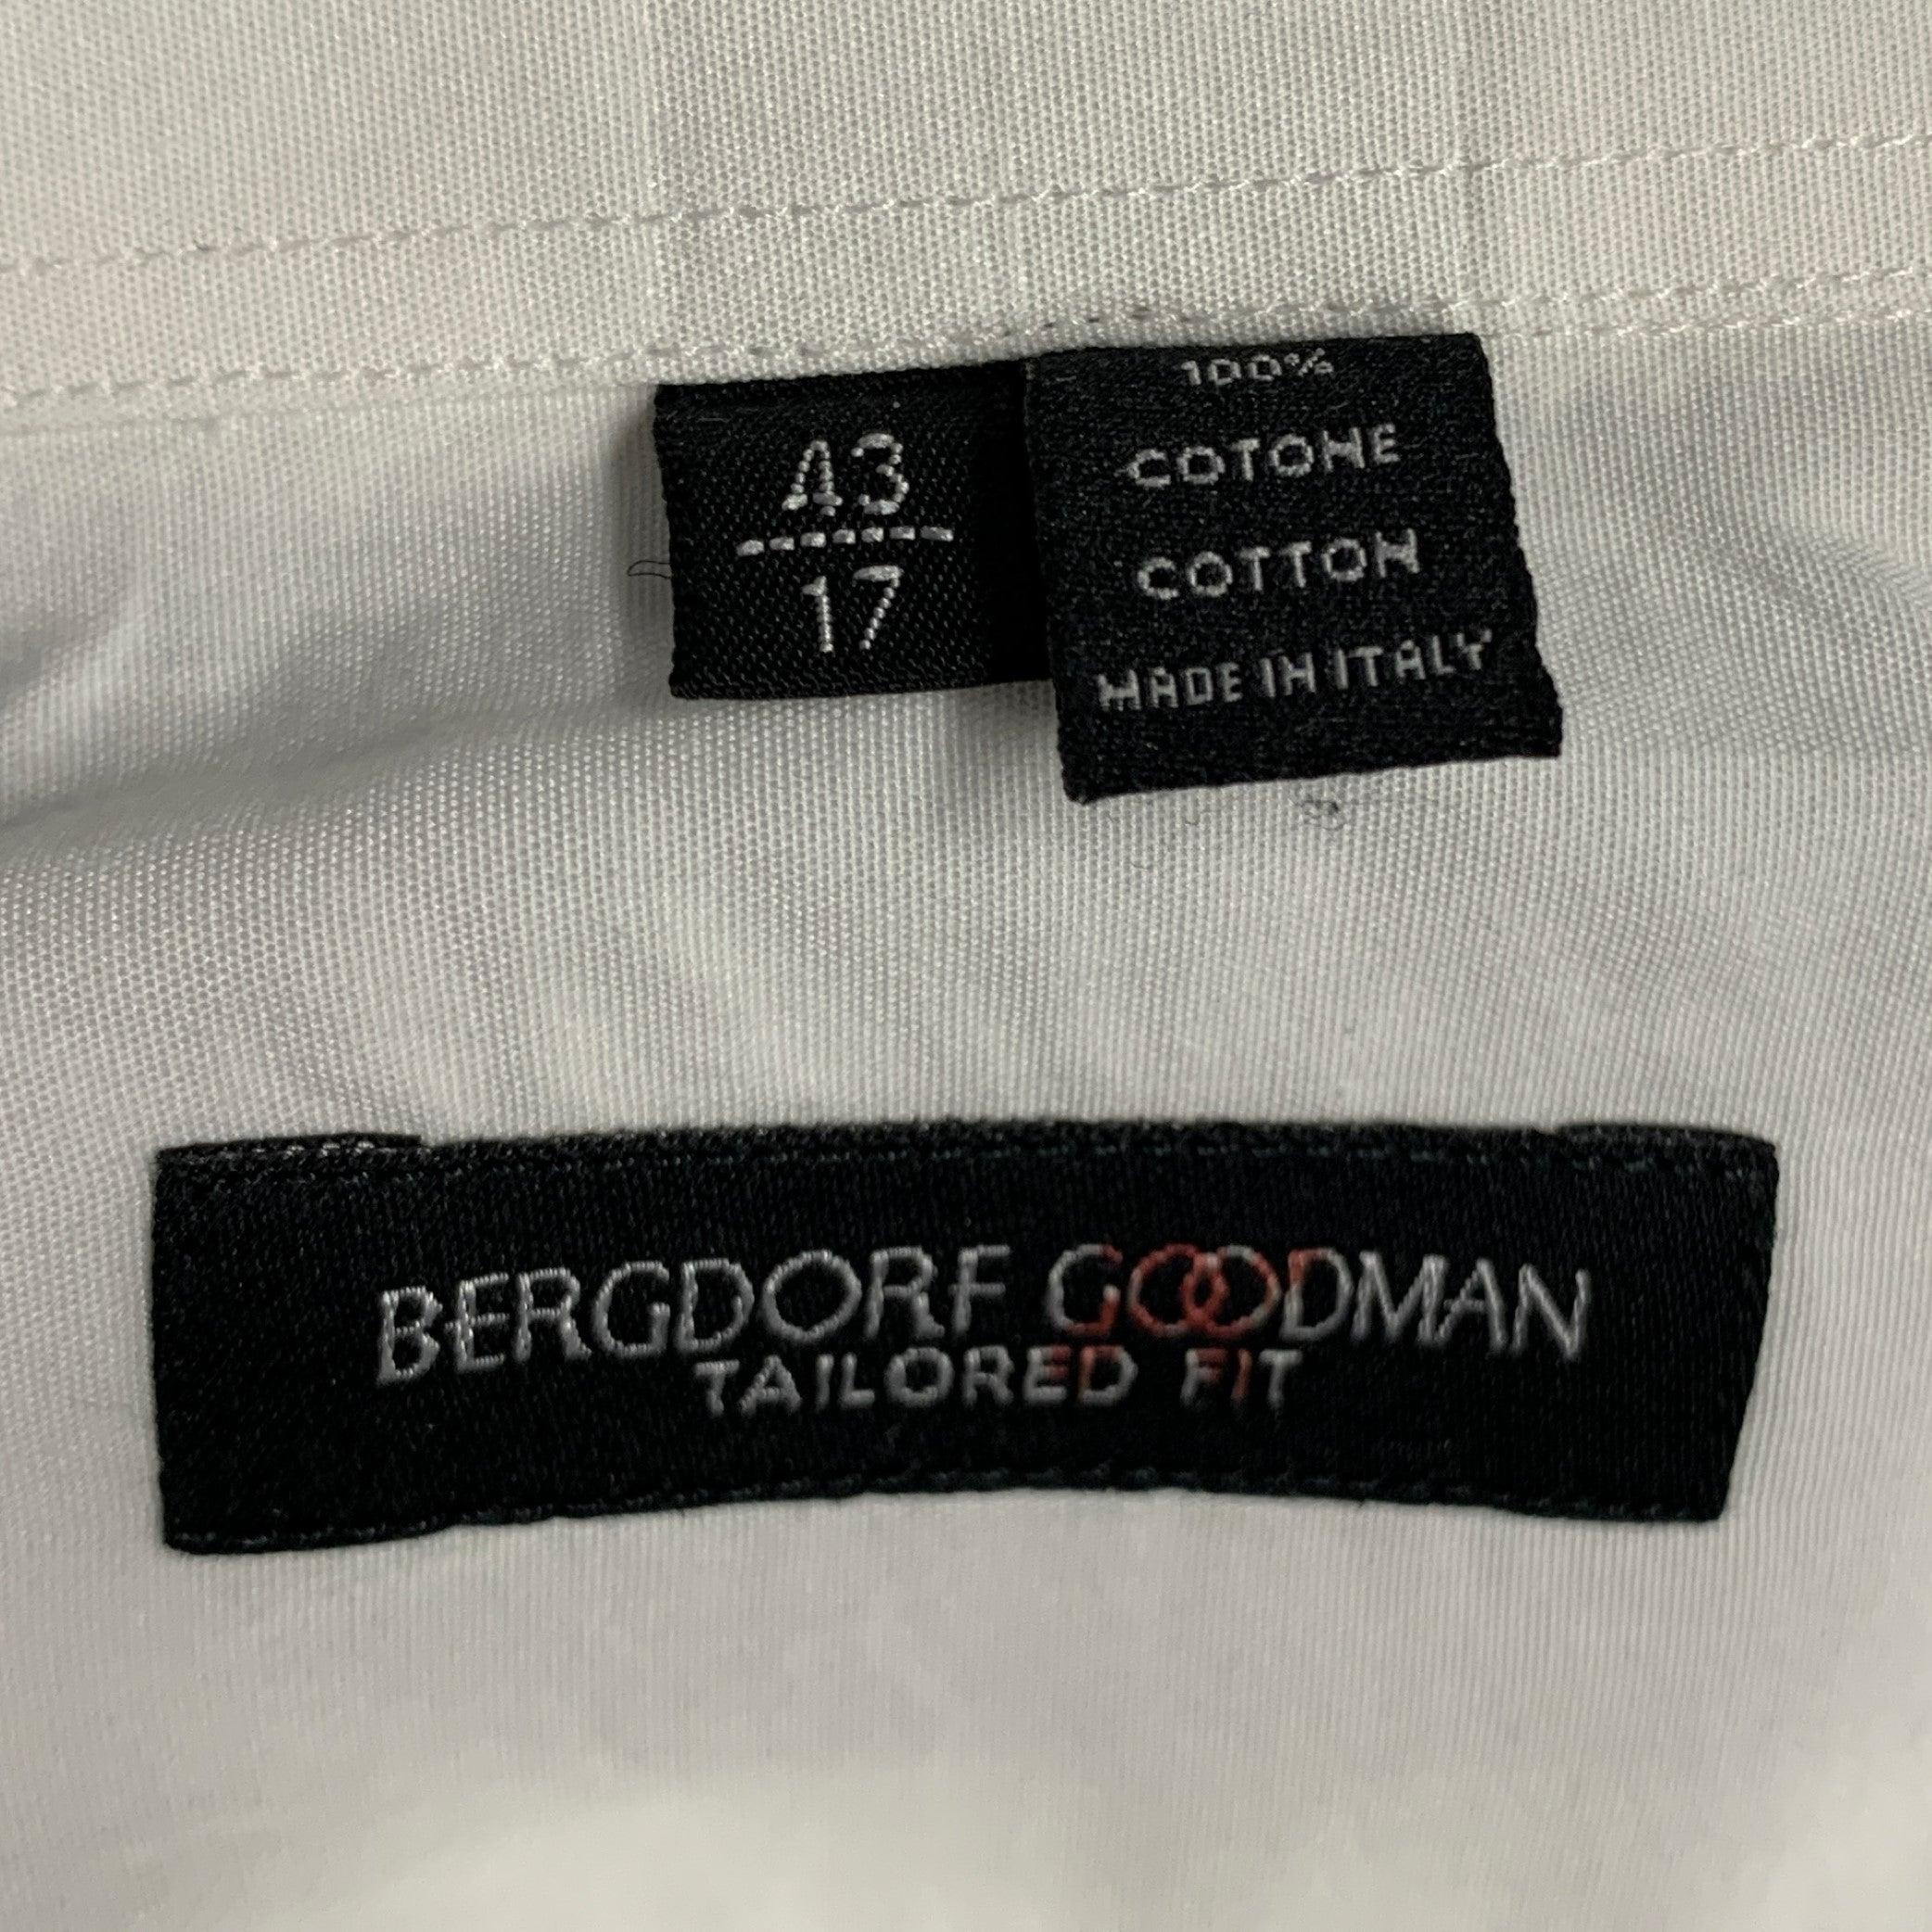 43
17
100%
COTONE
COTTON
MADE IN ITALY
BERGDORF GOODMAN
TAILORED FIT